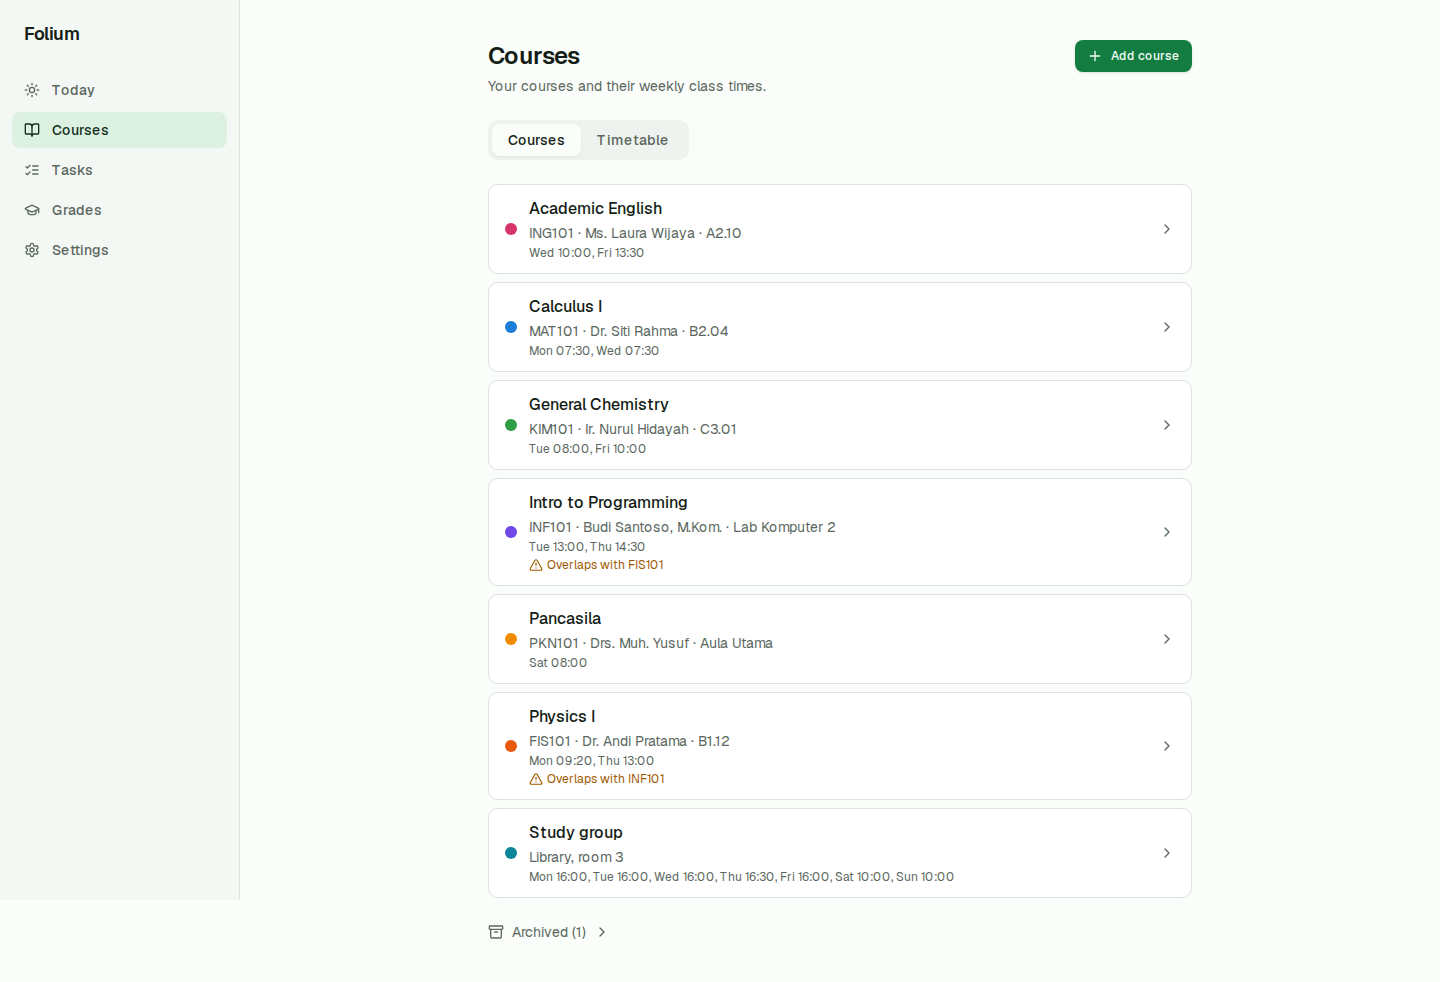 Folium
Today
Courses
Tasks
Grades
Settings
Courses
Add course
Your courses and their weekly class times.
Courses
Timetable
Academic English
ING101 · Ms. Laura Wijaya · A2.10
Wed 10:00, Fri 13:30
Calculus I
MAT101 · Dr. Siti Rahma · B2.04
Mon 07:30, Wed 07:30
General Chemistry
KIM101 · Ir. Nurul Hidayah · C3.01
Tue 08:00, Fri 10:00
Intro to Programming
INF101 · Budi Santoso, M.Kom. · Lab Komputer 2
Tue 13:00, Thu 14:30
Overlaps with FIS101
Pancasila
PKN101 · Drs. Muh. Yusuf · Aula Utama
Sat 08:00
Physics I
FIS101 · Dr. Andi Pratama · B1.12
Mon 09:20, Thu 13:00
Overlaps with INF101
Study group
Library, room 3
Mon 16:00, Tue 16:00, Wed 16:00, Thu 16:30, Fri 16:00, Sat 10:00, Sun 10:00
Archived (1)